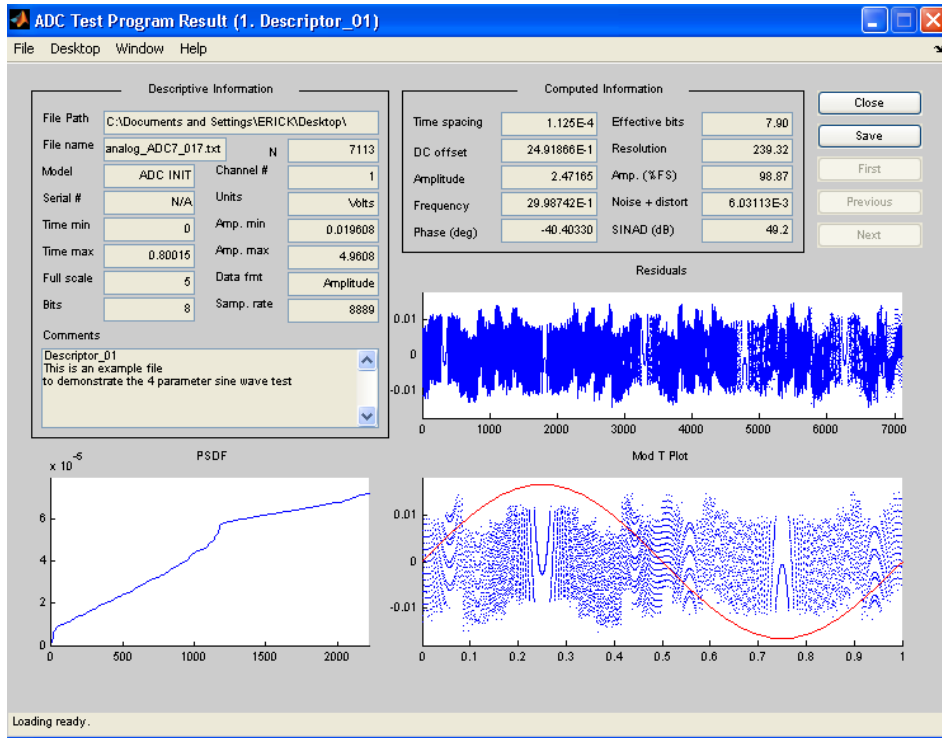 ADC Test Program Result (1. Descriptor_01)
File Desktop Window Help
Descriptive Information
File Path C:\Documents and Settings\ERICK\Desktop\
File name analog_ADC7_017.txt N 7113
Model ADC INIT Channel # 1
Serial # N/A Units Volts
Time min 0 Amp. min 0.019608
Time max 0.80015 Amp. max 4.9608
Full scale 5 Data fmt Amplitude
Bits 8 Samp. rate 8889
Comments
Descriptor_01
This is an example file
to demonstrate the 4 parameter sine wave test
Computed Information
Time spacing 1.125E-4 Effective bits 7.90
DC offset 24.91866E-1 Resolution 239.32
Amplitude 2.47165 Amp. (%FS) 98.87
Frequency 29.98742E-1 Noise + distort 6.03113E-3
Phase (deg) -40.40330 SINAD (dB) 49.2
Close
Save
First
Previous
Next
Residuals
0.01
0
-0.01
0 1000 2000 3000 4000 5000 6000 7000
PSDF
x 10-5
6
4
2
0
0 500 1000 1500 2000
Mod T Plot
0.01
0
-0.01
0 0.1 0.2 0.3 0.4 0.5 0.6 0.7 0.8 0.9 1
Loading ready.